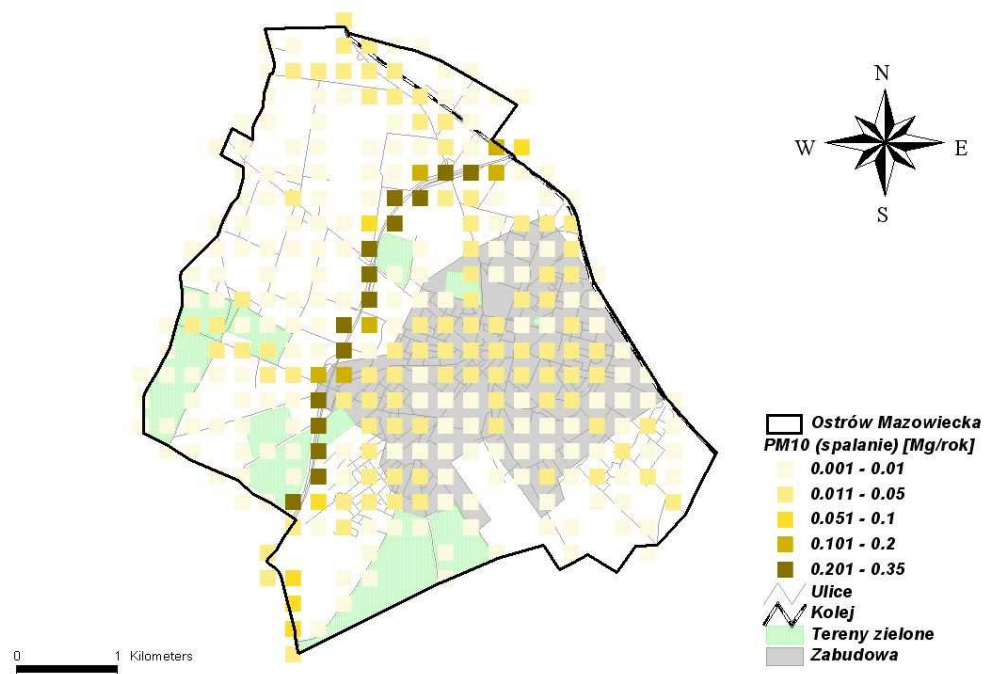 N
W E
S
Ostrów Mazowiecka
PM10 (spalanie) [Mg/rok]
0.001 - 0.01
0.011 - 0.05
0.051 - 0.1
0.101 - 0.2
0.201 - 0.35
Ulice
Kolej
Tereny zielone
Zabudowa
0 1 Kilometers